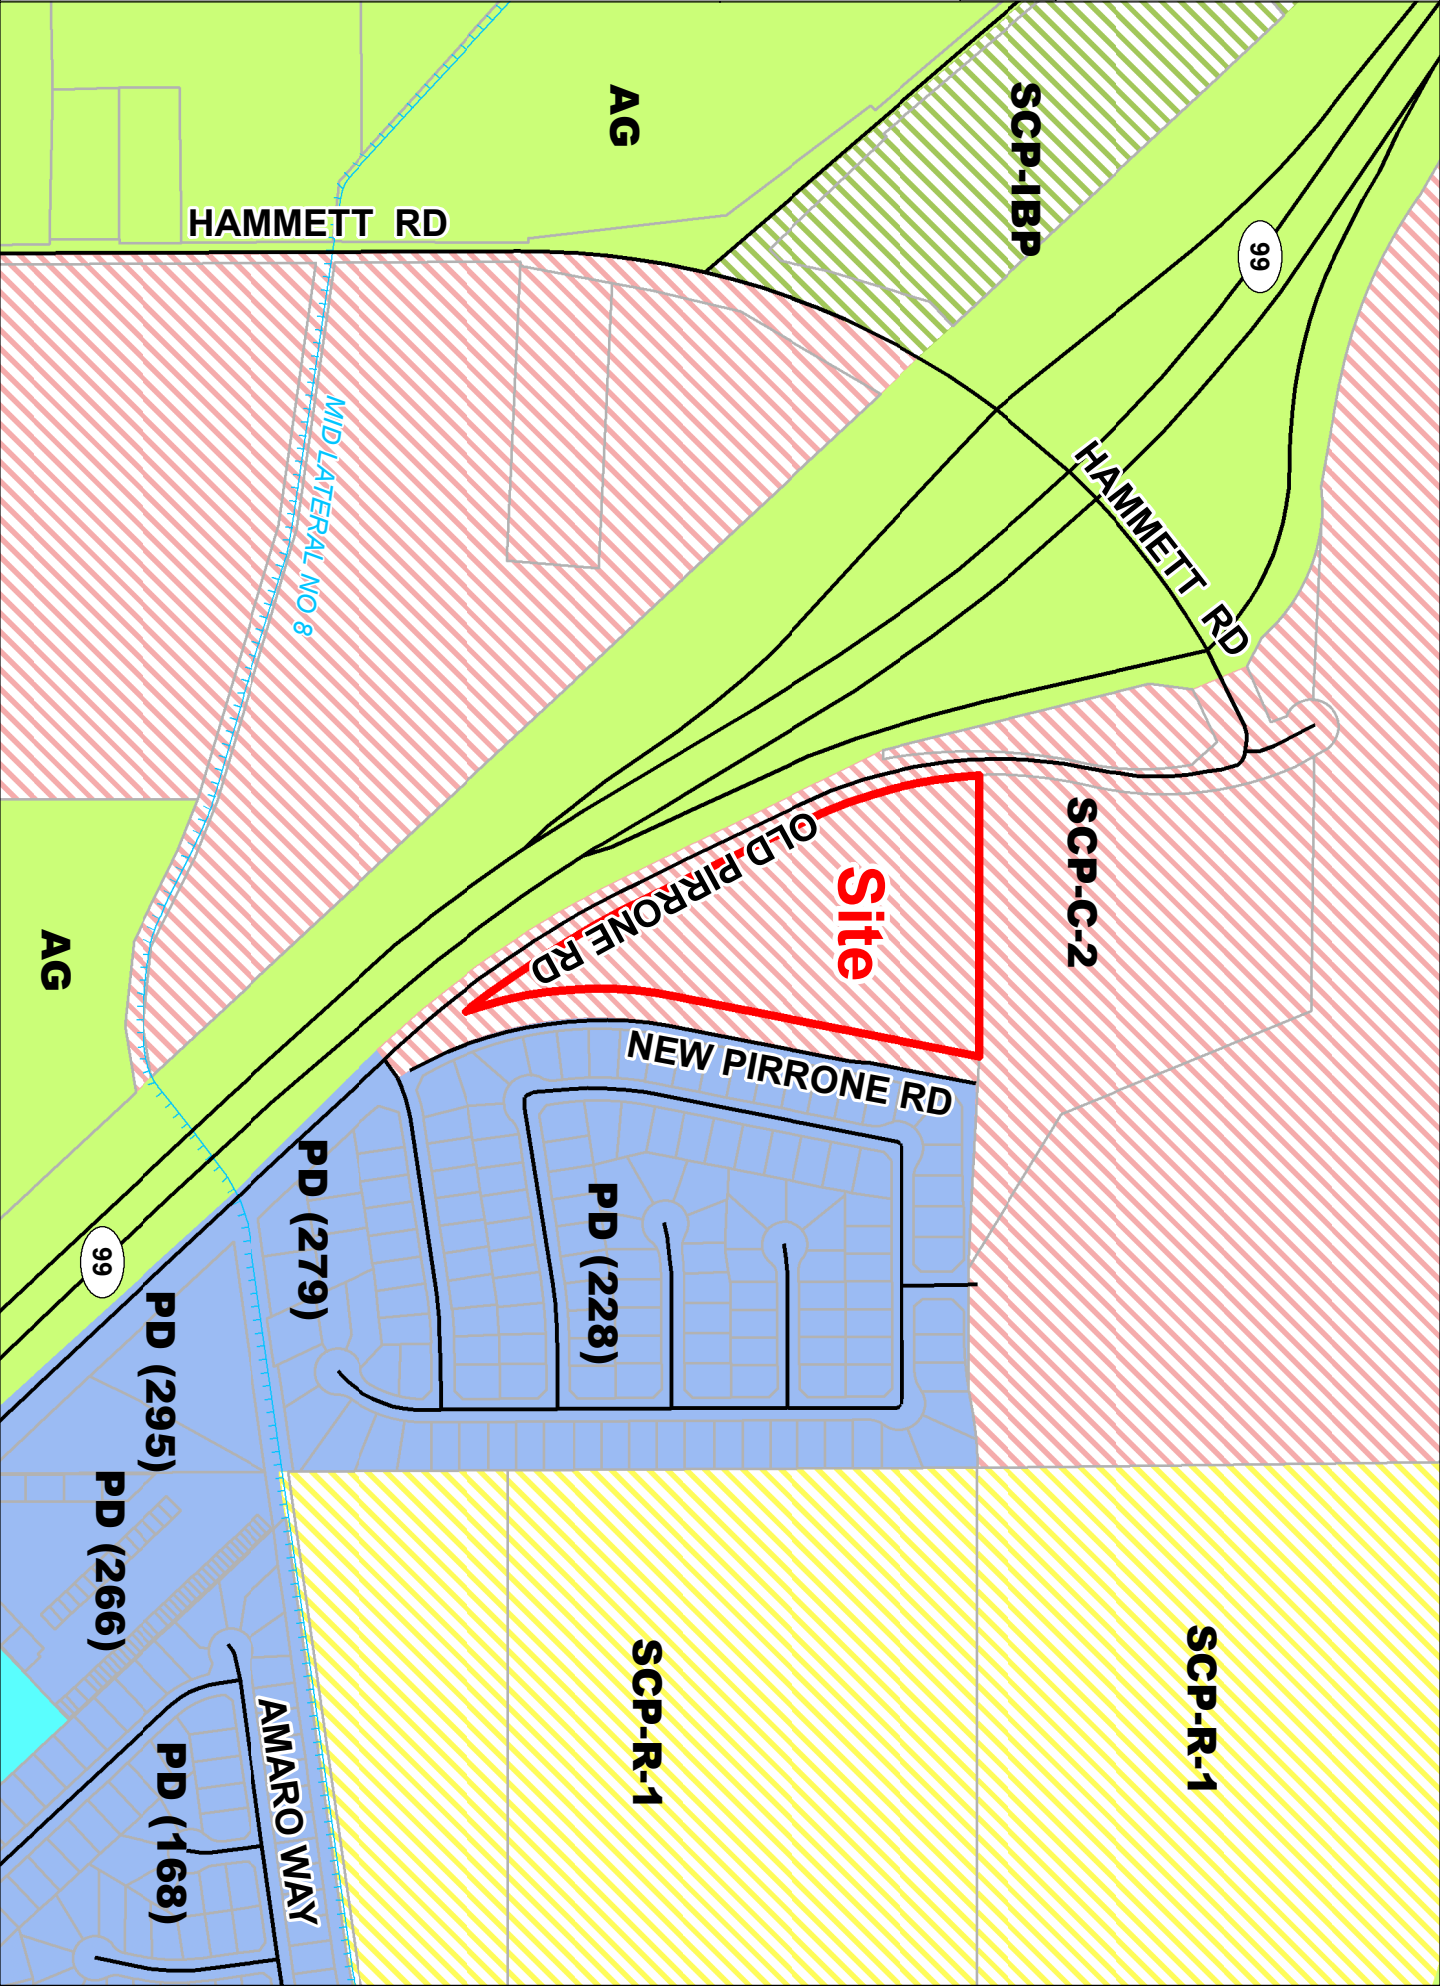 AG
SCP-IBP
HAMMETT RD
99
MID LATERAL NO 8
HAMMETT RD
SCP-C-2
OLD PIRRONE RD
Site
AG
NEW PIRRONE RD
PD (279)
PD (228)
99
PD (295)
PD (266)
SCP-R-1
SCP-R-1
AMARO WAY
PD (168)